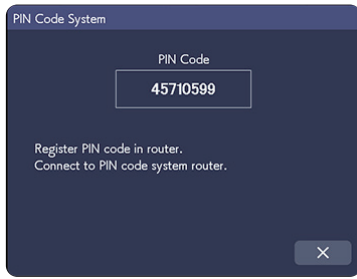 PIN Code System
PIN Code
45710599
Register PIN code in router.
Connect to PIN code system router.